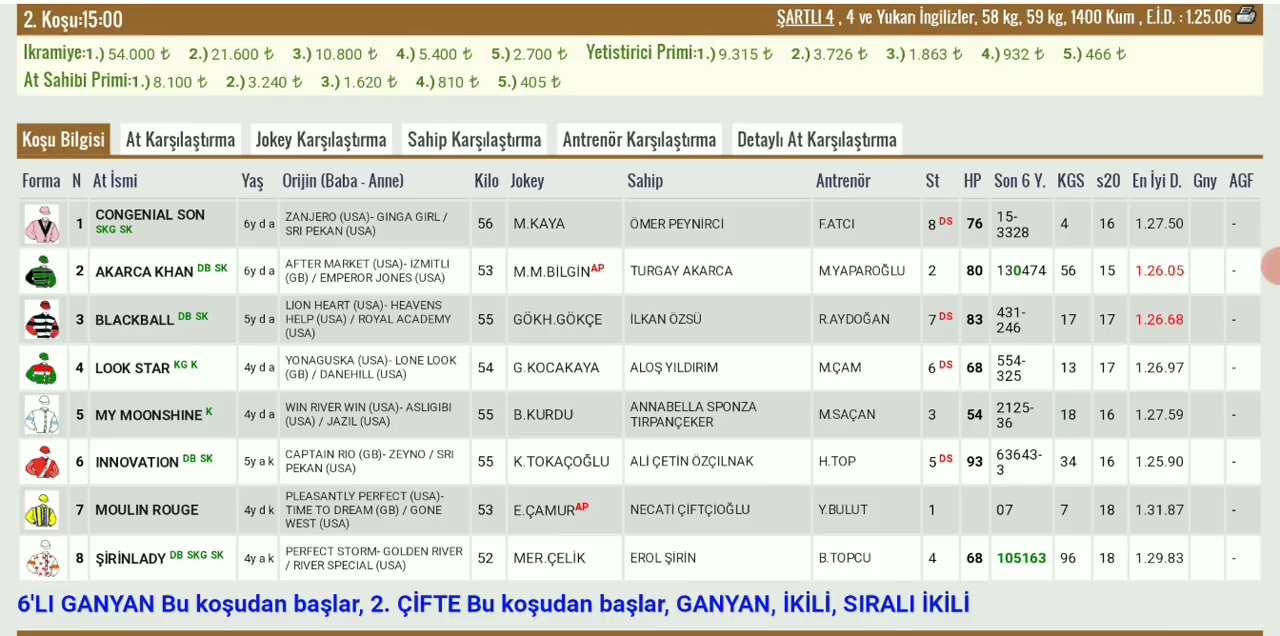 2. Koşu:15:00
ŞARTLI 4 , 4 ve Yukarı İngilizler, 58 kg, 59 kg, 1400 Kum , E.İ.D. : 1.25.06
Ikramiye:1.) 54.000 ₺ 2.) 21.600 ₺ 3.) 10.800 ₺ 4.) 5.400 ₺ 5.) 2.700 ₺ Yetistirici Primi:1.) 9.315 ₺ 2.) 3.726 ₺ 3.) 1.863 ₺ 4.) 932 ₺ 5.) 466 ₺
At Sahibi Primi:1.) 8.100 ₺ 2.) 3.240 ₺ 3.) 1.620 ₺ 4.) 810 ₺ 5.) 405 ₺
Koşu Bilgisi At Karşılaştırma Jokey Karşılaştırma Sahip Karşılaştırma Antrenör Karşılaştırma Detaylı At Karşılaştırma
Forma N At İsmi Yaş Orijin (Baba - Anne) Kilo Jokey Sahip Antrenör St HP Son 6 Y. KGS s20 En İyi D. Gny AGF
1 CONGENIAL SON SKG SK 6y d a ZANJERO (USA)- GINGA GIRL / SRI PEKAN (USA) 56 M.KAYA ÖMER PEYNİRCİ F.ATCI 8 DS 76 15-3328 4 16 1.27.50 -
2 AKARCA KHAN DB SK 6y d a AFTER MARKET (USA)- IZMITLI (GB) / EMPEROR JONES (USA) 53 M.M.BİLGİN AP TURGAY AKARCA M.YAPAROĞLU 2 80 130474 56 15 1.26.05 -
3 BLACKBALL DB SK 5y d a LION HEART (USA)- HEAVENS HELP (USA) / ROYAL ACADEMY (USA) 55 GÖKH.GÖKÇE İLKAN ÖZSÜ R.AYDOĞAN 7 DS 83 431-246 17 17 1.26.68 -
4 LOOK STAR KG K 4y d a YONAGUSKA (USA)- LONE LOOK (GB) / DANEHILL (USA) 54 G.KOCAKAYA ALOŞ YILDIRIM M.ÇAM 6 DS 68 554-325 13 17 1.26.97 -
5 MY MOONSHINE K 4y d a WIN RIVER WIN (USA)- ASLIGIBI (USA) / JAZIL (USA) 55 B.KURDU ANNABELLA SPONZA TIRPANÇEKER M.SAÇAN 3 54 2125-36 18 16 1.27.59 -
6 INNOVATION DB SK 5y a k CAPTAIN RIO (GB)- ZEYNO / SRI PEKAN (USA) 55 K.TOKAÇOĞLU ALİ ÇETİN ÖZÇILNAK H.TOP 5 DS 93 63643-3 34 16 1.25.90 -
7 MOULIN ROUGE 4y d k PLEASANTLY PERFECT (USA)- TIME TO DREAM (GB) / GONE WEST (USA) 53 E.ÇAMUR AP NECATİ ÇİFTÇİOĞLU Y.BULUT 1 07 7 18 1.31.87 -
8 ŞİRİNLADY DB SKG SK 4y a k PERFECT STORM- GOLDEN RIVER / RIVER SPECIAL (USA) 52 MER.ÇELİK EROL ŞİRİN B.TOPCU 4 68 105163 96 18 1.29.83 -
6'LI GANYAN Bu koşudan başlar, 2. ÇİFTE Bu koşudan başlar, GANYAN, İKİLİ, SIRALI İKİLİ